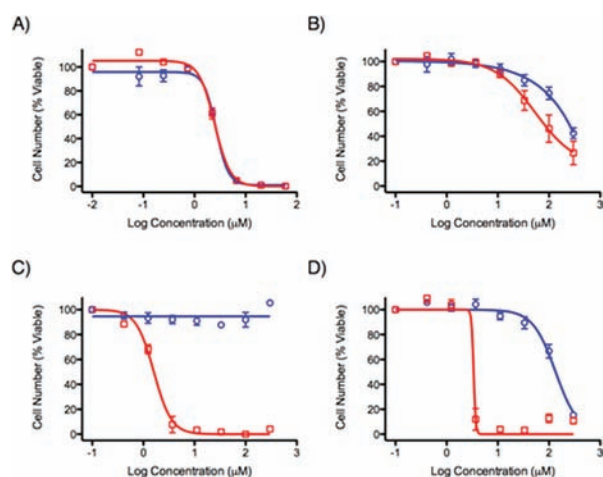 A)
Cell Number (% Viable)
100
80
60
40
20
0
-2 -1 0 1 2
Log Concentration (μM)
B)
Cell Number (% Viable)
100
80
60
40
20
0
-1 0 1 2 3
Log Concentration (μM)
C)
Cell Number (% Viable)
100
80
60
40
20
0
-1 0 1 2 3
Log Concentration (μM)
D)
Cell Number (% Viable)
100
80
60
40
20
0
-1 0 1 2 3
Log Concentration (μM)